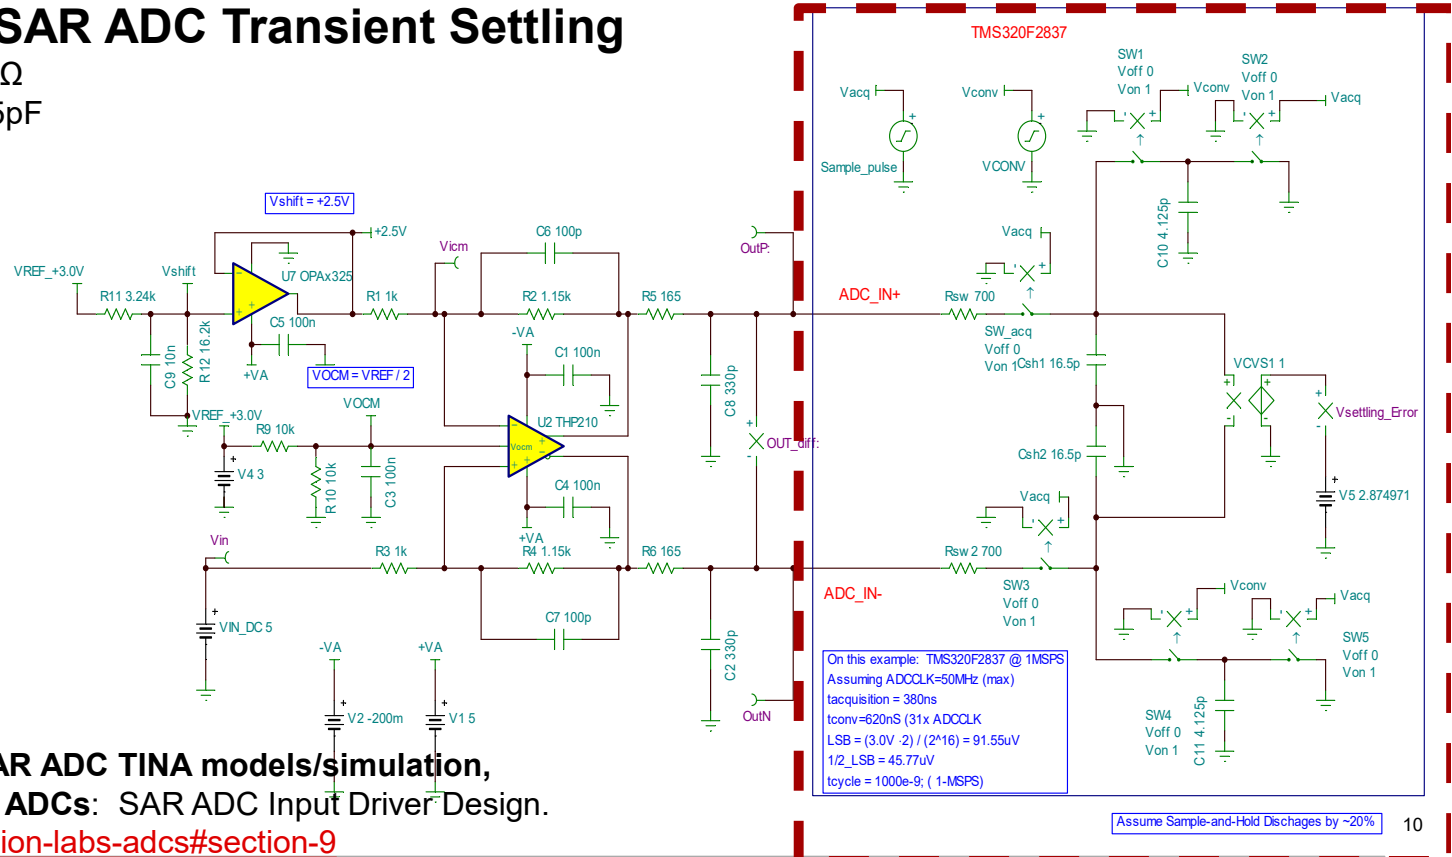 SAR ADC Transient Settling
Ω
5pF
TMS320F2837
SW1
Voff 0
Von 1
Vconv
SW2
Voff 0
Von 1
Vacq
Vacq
Sample_pulse
Vconv
VCONV
C10 4.125p
Vshift = +2.5V
+2.5V
VREF_+3.0V
R11 3.24k
Vshift
U7 OPAx325
C9 10n
R12 16.2k
C5 100n
+VA
R1 1k
Vicm
C6 100p
R2 1.15k
R5 165
OutP:
ADC_IN+
Vacq
Rsw 700
SW_acq
Voff 0
Von 1
Csh1 16.5p
VCVS1 1
Vsettling_Error
V5 2.874971
-VA
C1 100n
C8 330p
VOCM = VREF / 2
VOCM
VREF_+3.0V
R9 10k
V4 3
R10 10k
C3 100n
U2 THP210
Vocm
OUT_diff:
Csh2 16.5p
C4 100n
+VA
Vacq
Vin
R3 1k
R4 1.15k
R6 165
Rsw2 700
SW3
Voff 0
Von 1
ADC_IN-
C7 100p
VIN_DC 5
C2 330p
Vconv
Vacq
SW5
Voff 0
Von 1
SW4
Voff 0
Von 1
C11 4.125p
-VA
+VA
V2 -200m
V1 5
OutN
On this example:  TMS320F2837 @ 1MSPS
Assuming ADCCLK=50MHz (max)
tacquisition = 380ns
tconv=620nS (31x ADCCLK
LSB = (3.0V ·2) / (2^16) = 91.55uV
1/2_LSB = 45.77uV
tcycle = 1000e-9; ( 1-MSPS)
AR ADC TINA models/simulation,
ADCs:  SAR ADC Input Driver Design.
ion-labs-adcs#section-9
Assume Sample-and-Hold Dischages by ~20%
10